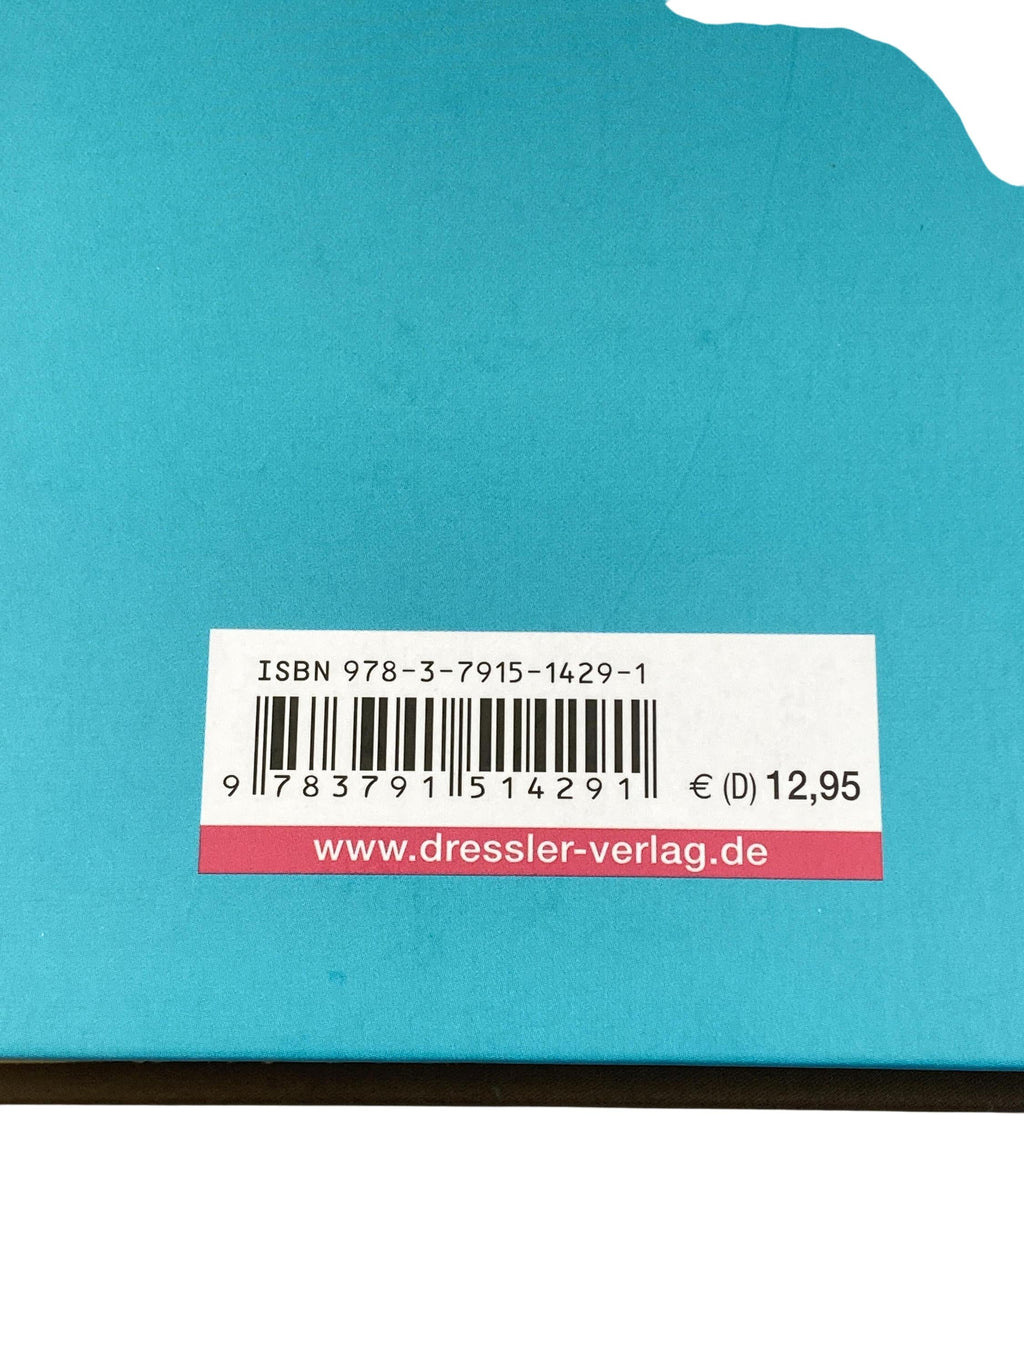 ISBN 978-3-7915-1429-1
9 783791 514291
€ (D) 12,95
www.dressler-verlag.de